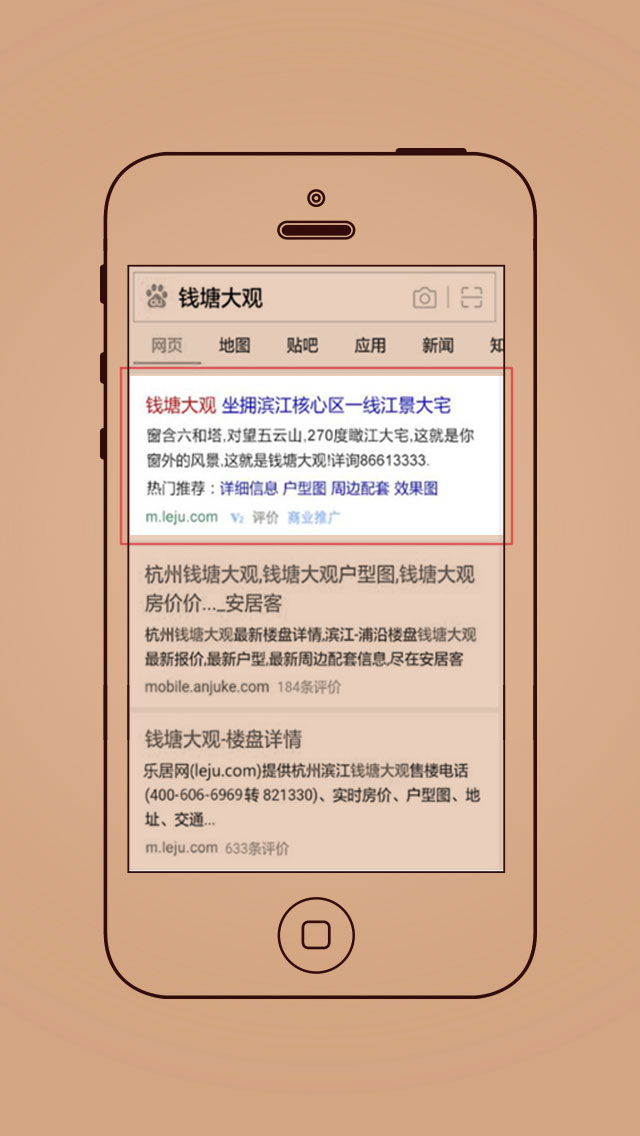 钱塘大观
网页 地图 贴吧 应用 新闻 知
钱塘大观 坐拥滨江核心区一线江景大宅
窗含六和塔,对望五云山,270度瞰江大宅,这就是你
窗外的风景,这就是钱塘大观!详询86613333.
热门推荐：详细信息 户型图 周边配套 效果图
m.leju.com V2 评价 商业推广
杭州钱塘大观,钱塘大观户型图,钱塘大观
房价价..._安居客
杭州钱塘大观最新楼盘详情,滨江-浦沿楼盘钱塘大观
最新报价,最新户型,最新周边配套信息,尽在安居客
mobile.anjuke.com 184条评价
钱塘大观-楼盘详情
乐居网(leju.com)提供杭州滨江钱塘大观售楼电话
(400-606-6969转 821330)、实时房价、户型图、地
址、交通...
m.leju.com 633条评价